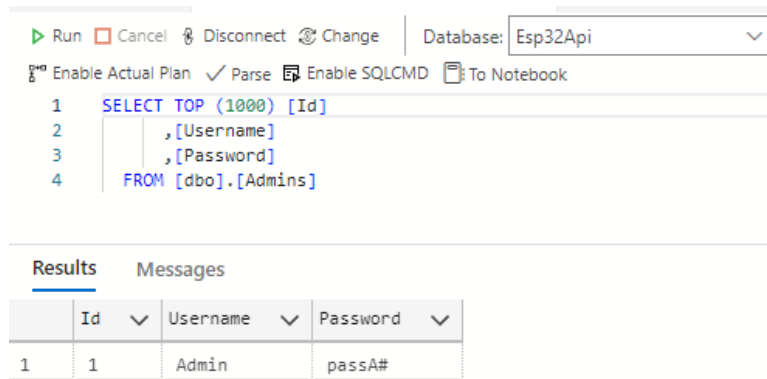 Run Cancel Disconnect Change Database: Esp32Api
Enable Actual Plan Parse Enable SQLCMD To Notebook
1 SELECT TOP (1000) [Id]
2 ,[Username]
3 ,[Password]
4 FROM [dbo].[Admins]
Results Messages
Id Username Password
1 1 Admin passA#